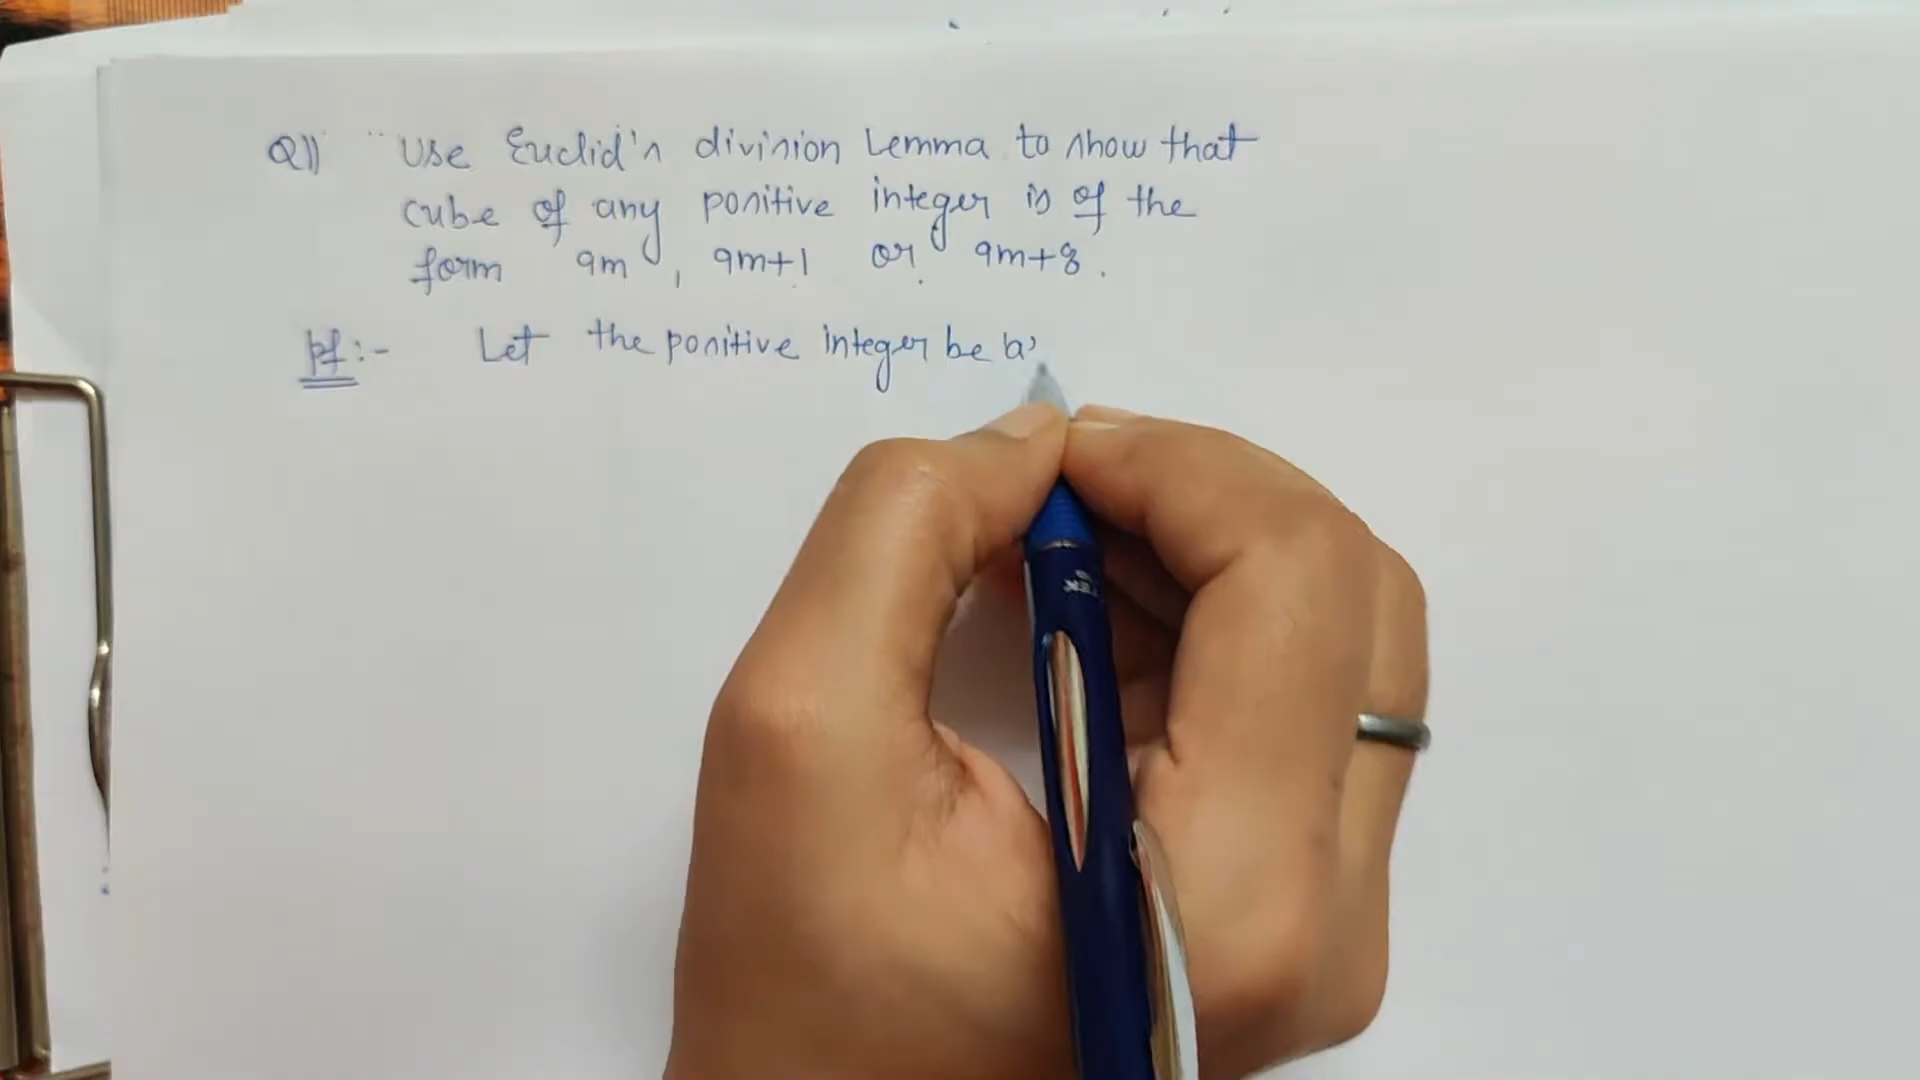 Q1) Use Euclid's division Lemma to show that
cube of any positive integer is of the
form 9m, 9m+1 or 9m+8.
Pf:- Let the positive integer be 'a'